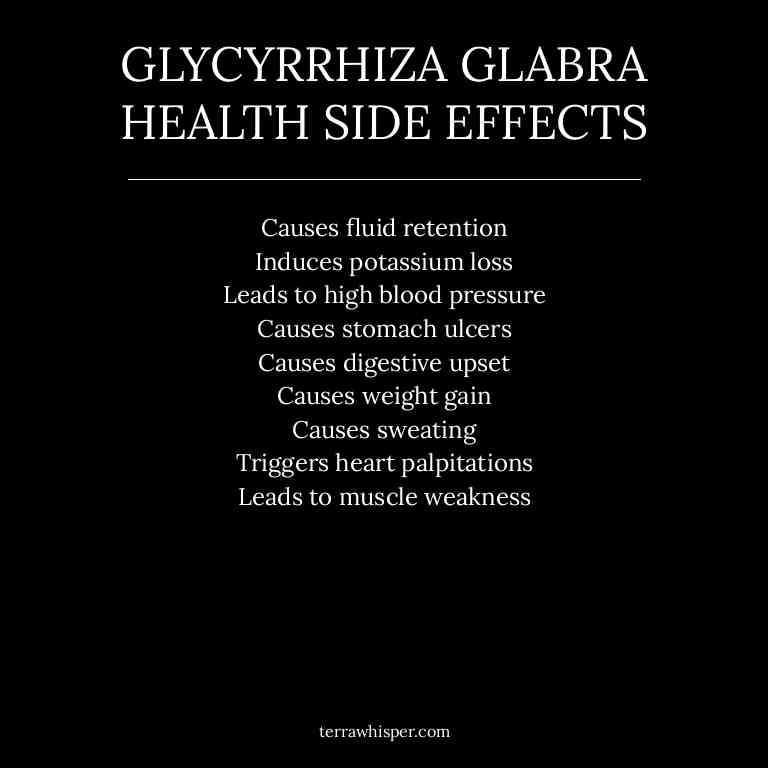 GLYCYRRHIZA GLABRA
HEALTH SIDE EFFECTS
Causes fluid retention
Induces potassium loss
Leads to high blood pressure
Causes stomach ulcers
Causes digestive upset
Causes weight gain
Causes sweating
Triggers heart palpitations
Leads to muscle weakness
terrawhisper.com